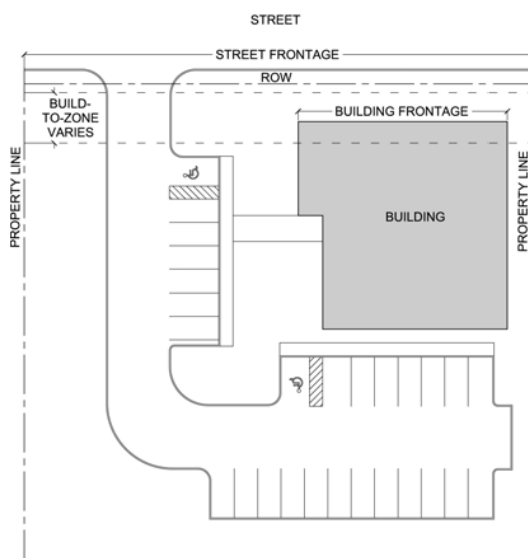 STREET
STREET FRONTAGE
ROW
BUILD-
TO-ZONE
VARIES
BUILDING FRONTAGE
PROPERTY LINE
BUILDING
PROPERTY LINE